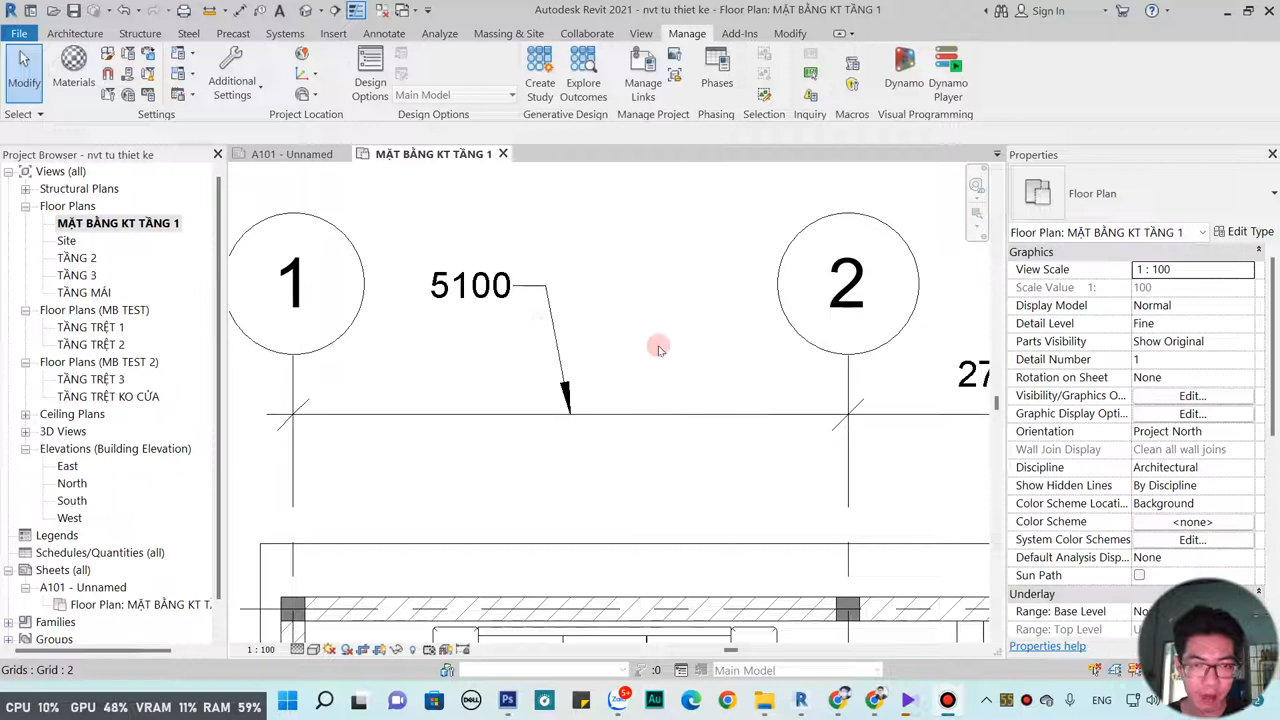 Autodesk Revit 2021 - nvt tu thiet ke - Floor Plan: MẶT BẰNG KT TẦNG 1
Sign In
File Architecture Structure Steel Precast Systems Insert Annotate Analyze Massing & Site Collaborate View Manage Add-Ins Modify
Modify Materials Additional Settings Design Options Main Model Create Study Explore Outcomes Manage Links Phases Dynamo Dynamo Player
Select Settings Project Location Design Options Generative Design Manage Project Phasing Selection Inquiry Macros Visual Programming
Project Browser - nvt tu thiet ke
Views (all)
Structural Plans
Floor Plans
MẶT BẰNG KT TẦNG 1
Site
TẦNG 2
TẦNG 3
TẦNG MÁI
Floor Plans (MB TEST)
TẦNG TRỆT 1
TẦNG TRỆT 2
Floor Plans (MB TEST 2)
TẦNG TRỆT 3
TẦNG TRỆT KO CỬA
Ceiling Plans
3D Views
Elevations (Building Elevation)
East
North
South
West
Legends
Schedules/Quantities (all)
Sheets (all)
A101 - Unnamed
Floor Plan: MẶT BẰNG KT T
Families
Groups
A101 - Unnamed MẶT BẰNG KT TẦNG 1
1 5100 2
27
1 : 100
Properties
Floor Plan
Floor Plan: MẶT BẰNG KT TẦNG 1 Edit Type
Graphics
View Scale 1 : 100
Scale Value 1: 100
Display Model Normal
Detail Level Fine
Parts Visibility Show Original
Detail Number 1
Rotation on Sheet None
Visibility/Graphics O... Edit...
Graphic Display Opti... Edit...
Orientation Project North
Wall Join Display Clean all wall joins
Discipline Architectural
Show Hidden Lines By Discipline
Color Scheme Locati... Background
Color Scheme <none>
System Color Schemes Edit...
Default Analysis Disp... None
Sun Path
Underlay
Range: Base Level No
Range: Top Level
Properties help
Grids : Grid : 2 :0 Main Model
CPU 10% GPU 48% VRAM 11% RAM 59%